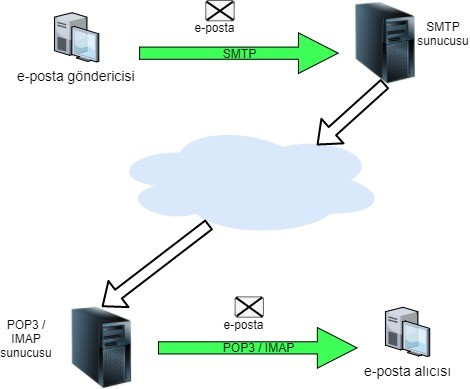 e-posta
SMTP
e-posta göndericisi
SMTP
sunucusu
POP3 /
IMAP
sunucusu
e-posta
POP3 / IMAP
e-posta alıcısı